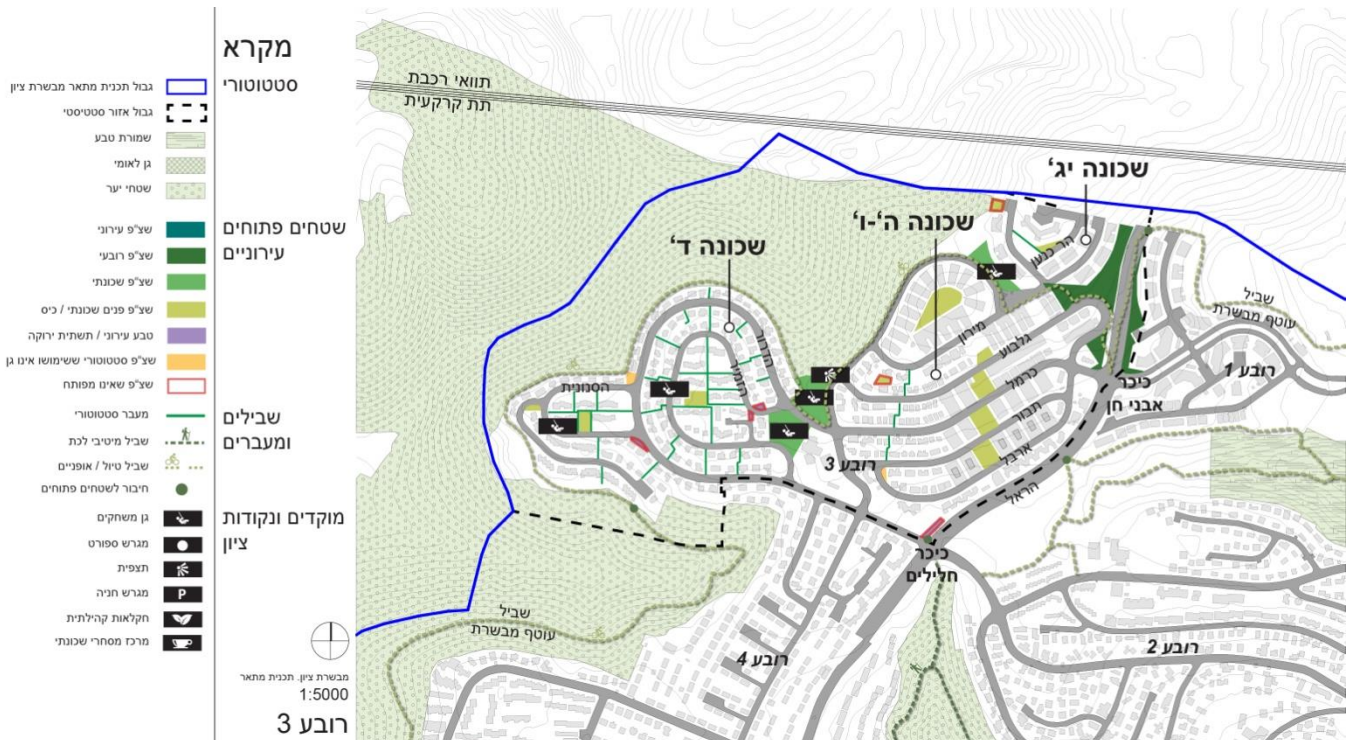 מקרא
סטטוטורי
גבול תכנית מתאר מבשרת ציון
גבול אזור סטטיסטי
שמורת טבע
גן לאומי
שטחי יער
שטחים פתוחים
עירוניים
שצ"פ עירוני
שצ"פ רובעי
שצ"פ שכונתי
שצ"פ פנים שכונתי / כיס
טבע עירוני / תשתית ירוקה
שצ"פ סטטוטורי ששימושו אינו גן
שצ"פ שאינו מפותח
שבילים
ומעברים
מעבר סטטוטורי
שביל מיטיבי לכת
שביל טיול / אופניים
חיבור לשטחים פתוחים
מוקדים ונקודות
ציון
גן משחקים
מגרש ספורט
תצפית
P
מגרש חניה
חקלאות קהילתית
מרכז מסחרי שכונתי
מבשרת ציון. תכנית מתאר
1:5000
רובע 3
תוואי רכבת
תת קרקעית
שכונה יג'
שכונה ה'-ו'
שכונה ד'
הר כנען
מירון
גלבוע
כרמל
תבור
ארבל
הראל
הדרור
הזמיר
הסנונית
שביל
עוטף מבשרת
רובע 1
כיכר
אבני חן
רובע 3
כיכר
חלילים
רובע 2
רובע 4
שביל
עוטף מבשרת